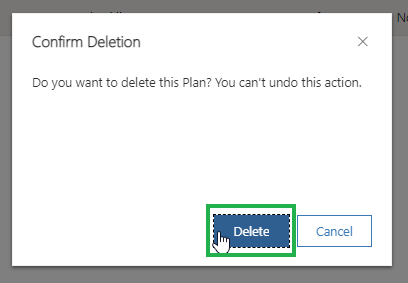 Confirm Deletion
Do you want to delete this Plan? You can't undo this action.
Delete
Cancel